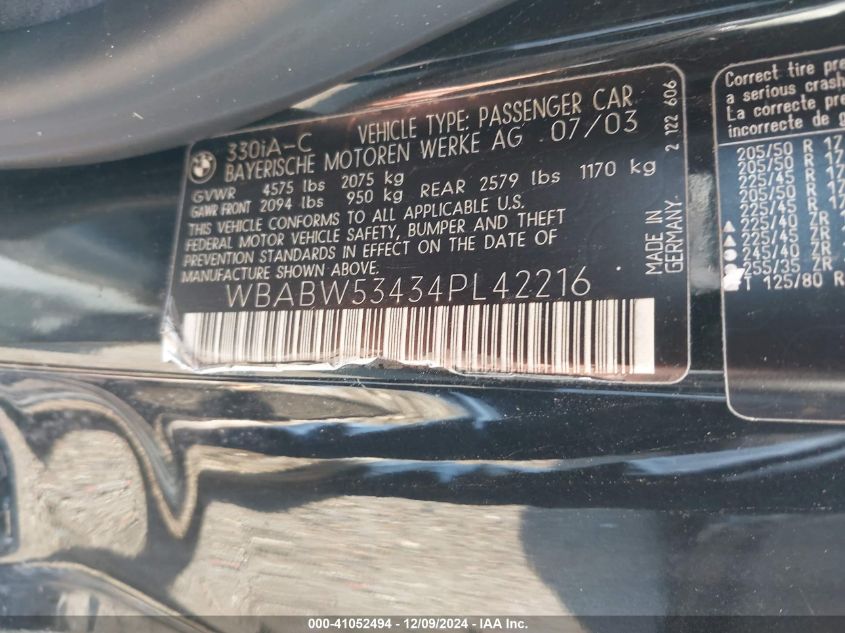 330iA-C VEHICLE TYPE: PASSENGER CAR
BAYERISCHE MOTOREN WERKE AG 07/03
GVWR 4575 lbs 2075 kg
GAWR FRONT 2094 lbs 950 kg REAR 2579 lbs 1170 kg
THIS VEHICLE CONFORMS TO ALL APPLICABLE U.S.
FEDERAL MOTOR VEHICLE SAFETY, BUMPER AND THEFT
PREVENTION STANDARDS IN EFFECT ON THE DATE OF
MANUFACTURE SHOWN ABOVE.
WBABW53434PL42216
MADE IN
GERMANY.
2 122 606
Correct tire pre
a serious crash
La correcte pre
incorrecte de g
205/50 R 17
205/50 R 17
225/45 R 17
205/50 R 17
225/45 R 17
225/40 ZR
225/45 ZR
225/40 ZR
245/40 ZR
255/35 ZR
T 125/80 R
000-41052494 - 12/09/2024 - IAA Inc.